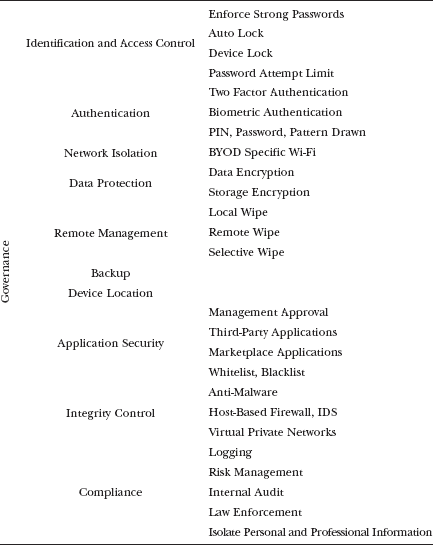 Governance
Identification and Access Control
Enforce Strong Passwords
Auto Lock
Device Lock
Password Attempt Limit
Authentication
Two Factor Authentication
Biometric Authentication
PIN, Password, Pattern Drawn
Network Isolation
BYOD Specific Wi-Fi
Data Protection
Data Encryption
Storage Encryption
Remote Management
Local Wipe
Remote Wipe
Selective Wipe
Backup
Device Location
Application Security
Management Approval
Third-Party Applications
Marketplace Applications
Whitelist, Blacklist
Integrity Control
Anti-Malware
Host-Based Firewall, IDS
Virtual Private Networks
Compliance
Logging
Risk Management
Internal Audit
Law Enforcement
Isolate Personal and Professional Information